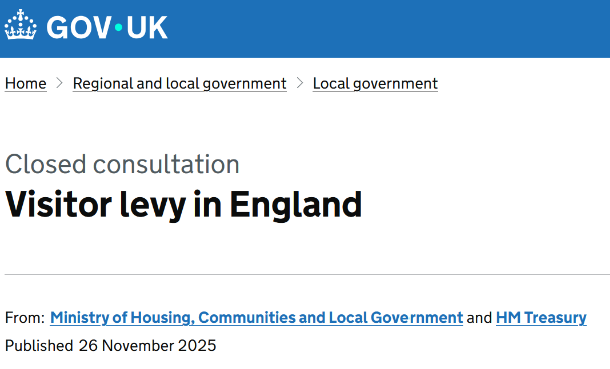 GOV·UK
Home > Regional and local government > Local government
Closed consultation
Visitor levy in England
From: Ministry of Housing, Communities and Local Government and HM Treasury
Published 26 November 2025